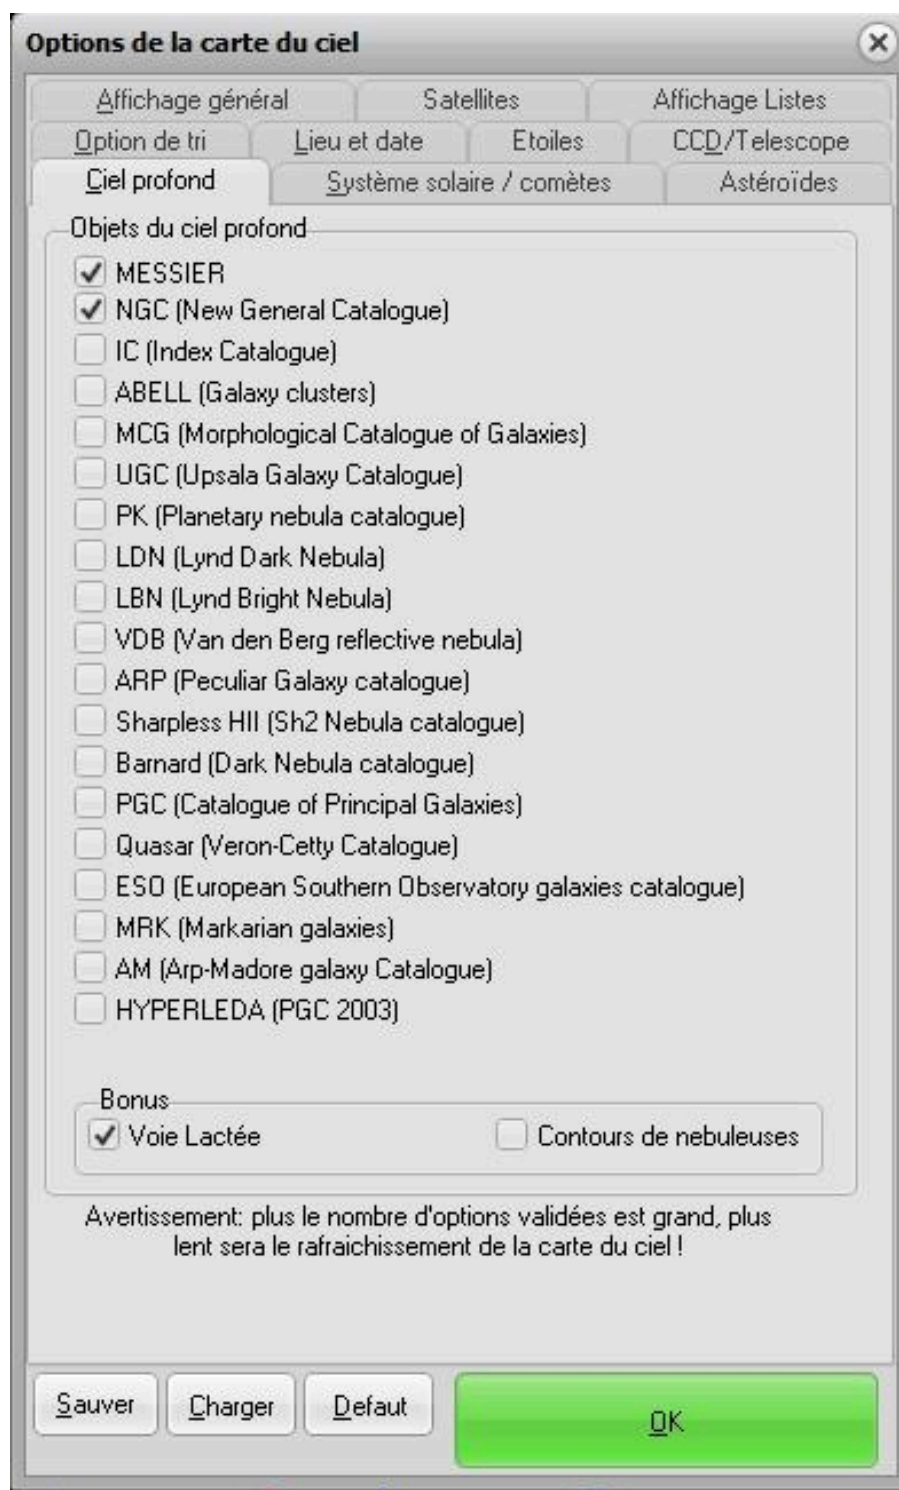 Options de la carte du ciel
Affichage général Satellites Affichage Listes
Option de tri Lieu et date Etoiles CCD/Telescope
Ciel profond Système solaire / comètes Astéroïdes
Objets du ciel profond
MESSIER
NGC (New General Catalogue)
IC (Index Catalogue)
ABELL (Galaxy clusters)
MCG (Morphological Catalogue of Galaxies)
UGC (Upsala Galaxy Catalogue)
PK (Planetary nebula catalogue)
LDN (Lynd Dark Nebula)
LBN (Lynd Bright Nebula)
VDB (Van den Berg reflective nebula)
ARP (Peculiar Galaxy catalogue)
Sharpless HII (Sh2 Nebula catalogue)
Barnard (Dark Nebula catalogue)
PGC (Catalogue of Principal Galaxies)
Quasar (Veron-Cetty Catalogue)
ESO (European Southern Observatory galaxies catalogue)
MRK (Markarian galaxies)
AM (Arp-Madore galaxy Catalogue)
HYPERLEDA (PGC 2003)
Bonus
Voie Lactée Contours de nebuleuses
Avertissement: plus le nombre d'options validées est grand, plus
lent sera le rafraichissement de la carte du ciel !
Sauver Charger Defaut OK